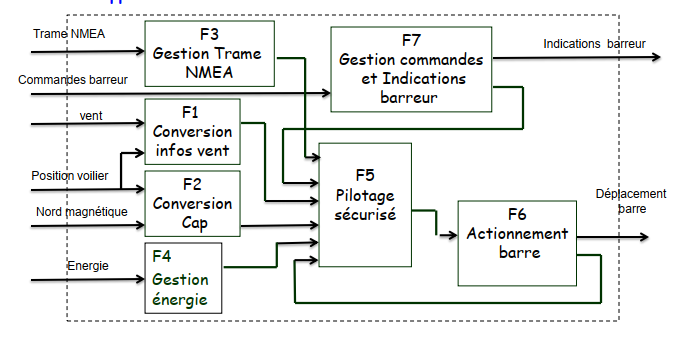 Trame NMEA
F3
Gestion Trame
NMEA
F7
Gestion commandes
et Indications
barreur
Indications barreur
Commandes barreur
vent
F1
Conversion
infos vent
Position voilier
F2
Conversion
Cap
Nord magnétique
F5
Pilotage
sécurisé
F6
Actionnement
barre
Déplacement
barre
Energie
F4
Gestion
énergie